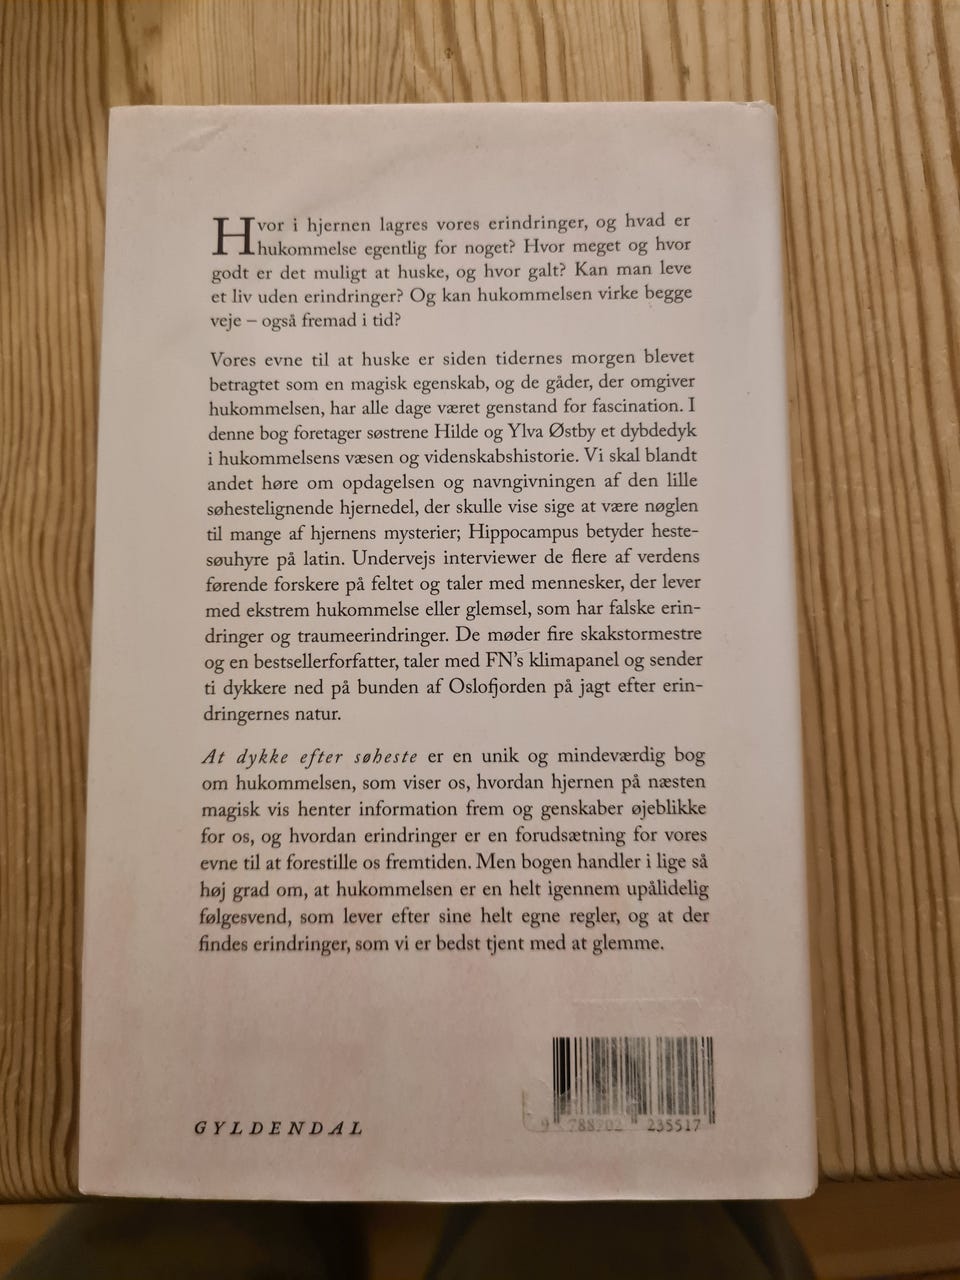 Hvor i hjernen lagres vores erindringer, og hvad er
hukommelse egentlig for noget? Hvor meget og hvor
godt er det muligt at huske, og hvor galt? Kan man leve
et liv uden erindringer? Og kan hukommelsen virke begge
veje – også fremad i tid?
Vores evne til at huske er siden tidernes morgen blevet
betragtet som en magisk egenskab, og de gåder, der omgiver
hukommelsen, har alle dage været genstand for fascination. I
denne bog foretager søstrene Hilde og Ylva Østby et dybdedyk
i hukommelsens væsen og videnskabshistorie. Vi skal blandt
andet høre om opdagelsen og navngivningen af den lille
søhestelignende hjernedel, der skulle vise sige at være nøglen
til mange af hjernens mysterier; Hippocampus betyder heste-
søuhyre på latin. Undervejs interviewer de flere af verdens
førende forskere på feltet og taler med mennesker, der lever
med ekstrem hukommelse eller glemsel, som har falske erin-
dringer og traumeerindringer. De møder fire skakstormestre
og en bestsellerforfatter, taler med FN's klimapanel og sender
ti dykkere ned på bunden af Oslofjorden på jagt efter erin-
dringernes natur.
At dykke efter søheste er en unik og mindeværdig bog
om hukommelsen, som viser os, hvordan hjernen på næsten
magisk vis henter information frem og genskaber øjeblikke
for os, og hvordan erindringer er en forudsætning for vores
evne til at forestille os fremtiden. Men bogen handler i lige så
høj grad om, at hukommelsen er en helt igennem upålidelig
følgesvend, som lever efter sine helt egne regler, og at der
findes erindringer, som vi er bedst tjent med at glemme.
GYLDENDAL
9 788702 235517